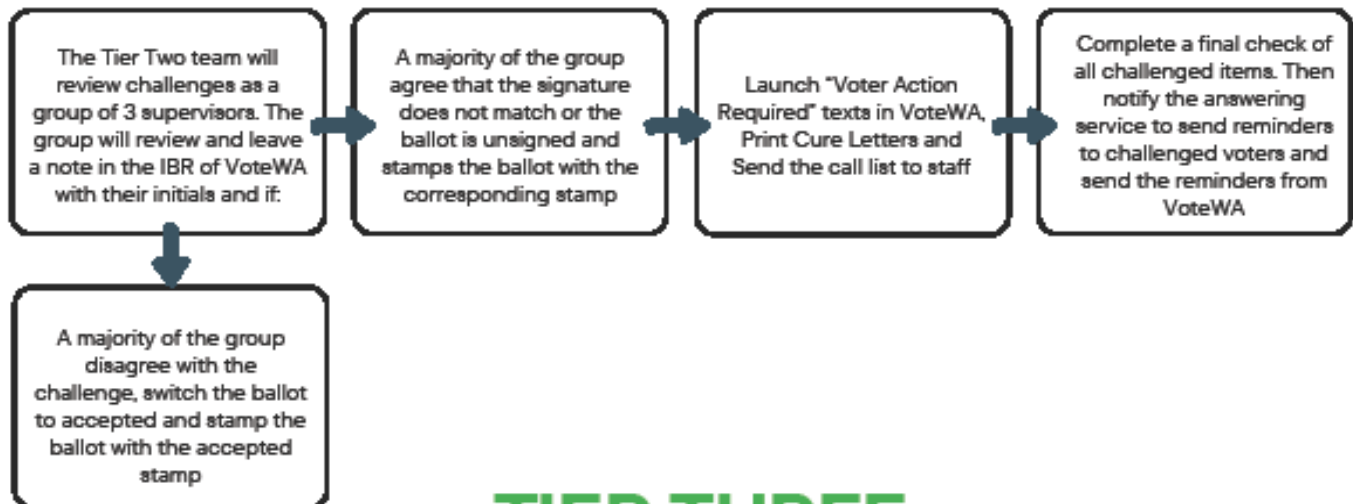 The Tier Two team will
review challenges as a
group of 3 supervisors. The
group will review and leave
a note in the IBR of VoteWA
with their initials and if:
A majority of the group
agree that the signature
does not match or the
ballot is unsigned and
stamps the ballot with the
corresponding stamp
Launch "Voter Action
Required" texts in VoteWA,
Print Cure Letters and
Send the call list to staff
Complete a final check of
all challenged items. Then
notify the answering
service to send reminders
to challenged voters and
send the reminders from
VoteWA
A majority of the group
disagree with the
challenge, switch the ballot
to accepted and stamp the
ballot with the accepted
stamp
TIER THREE